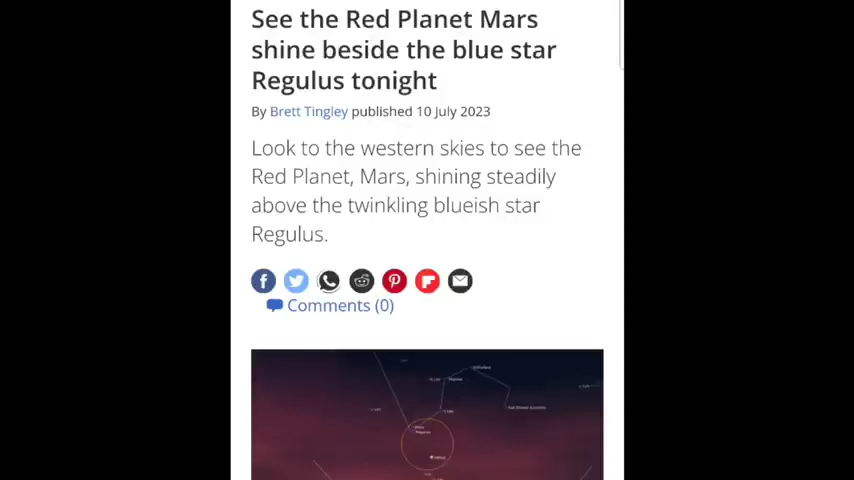 See the Red Planet Mars
shine beside the blue star
Regulus tonight
By Brett Tingley published 10 July 2023
Look to the western skies to see the
Red Planet, Mars, shining steadily
above the twinkling blueish star
Regulus.
Comments (0)